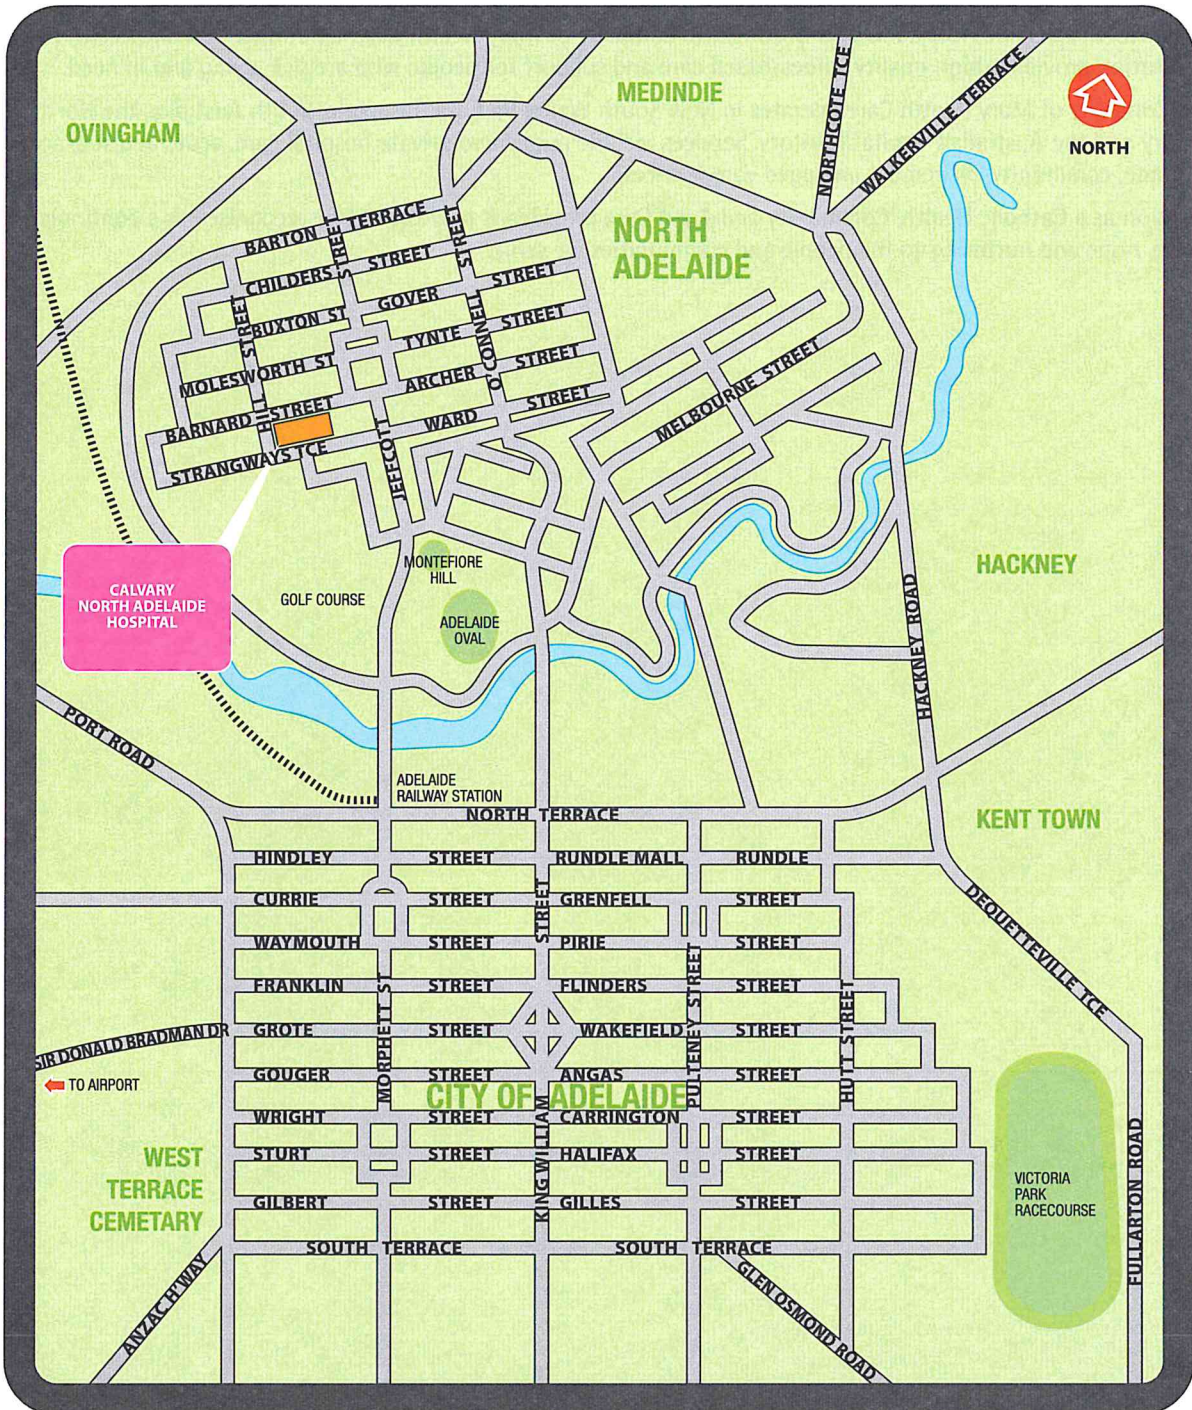 OVINGHAM
MEDINDIE
NORTHCOTE TCE
WALKERVILLE TERRACE
NORTH
NORTH
ADELAIDE
BARTON TERRACE
CHILDERS STREET
BUXTON ST
GOVER STREET
MOLESWORTH ST
TYNTE STREET
BARNARD STREET
ARCHER STREET
STRANGWAYS TCE
WARD STREET
HILL STREET
JEFFCOTT STREET
O'CONNELL STREET
MELBOURNE STREET
CALVARY
NORTH ADELAIDE
HOSPITAL
MONTEFIORE
HILL
GOLF COURSE
ADELAIDE
OVAL
HACKNEY
HACKNEY ROAD
PORT ROAD
ADELAIDE
RAILWAY STATION
NORTH TERRACE
KENT TOWN
HINDLEY STREET RUNDLE MALL RUNDLE
CURRIE STREET GRENFELL STREET
WAYMOUTH STREET PIRIE STREET
FRANKLIN STREET FLINDERS STREET
GROTE STREET WAKEFIELD STREET
GOUGER STREET ANGAS STREET
CITY OF ADELAIDE
WRIGHT STREET CARRINGTON STREET
STURT STREET HALIFAX STREET
GILBERT STREET GILLES STREET
SOUTH TERRACE SOUTH TERRACE
MORPHETT ST
KING WILLIAM STREET
PULTENEY STREET
HUTT STREET
DEQUETTEVILLE TCE
SIR DONALD BRADMAN DR
TO AIRPORT
WEST
TERRACE
CEMETARY
VICTORIA
PARK
RACECOURSE
FULLARTON ROAD
ANZAC H'WAY
GLEN OSMOND ROAD